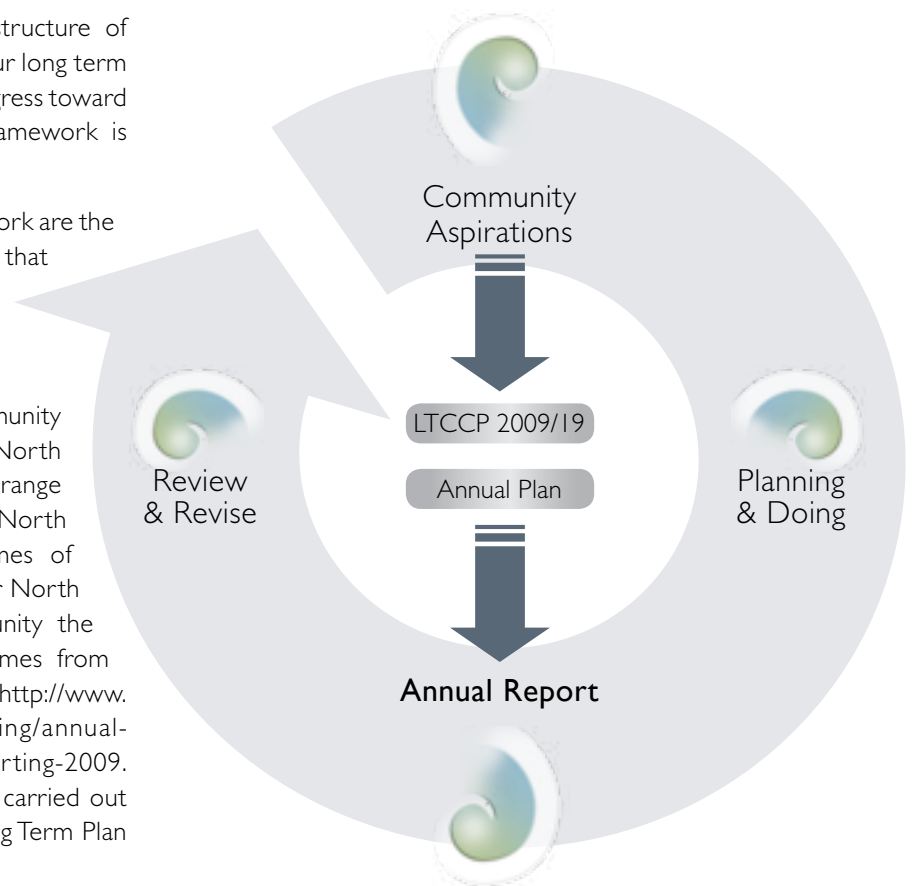 structure of
ur long term
gress toward
amework is
ork are the
that
munity
North
range
North
mes of
r North
unity the
mes from
http://www.
ing/annual-
rting-2009.
carried out
g Term Plan
Community
Aspirations
LTCCP 2009/19
Annual Plan
Review
& Revise
Planning
& Doing
Annual Report